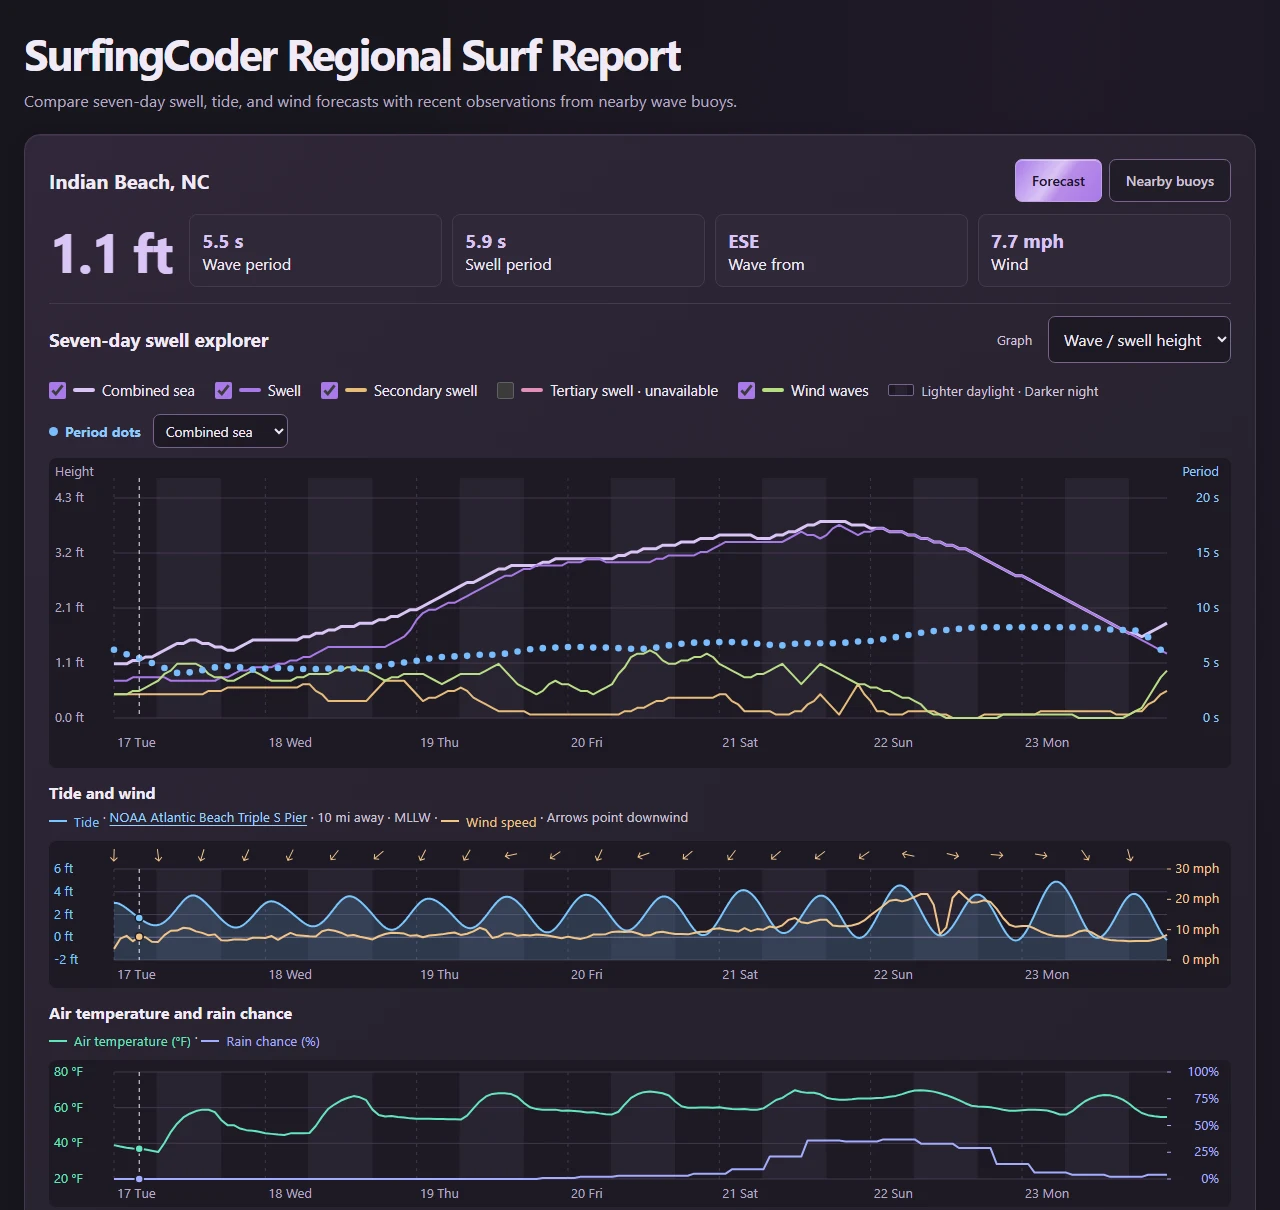 SurfingCoder Regional Surf Report
Compare seven-day swell, tide, and wind forecasts with recent observations from nearby wave buoys.
Indian Beach, NC
Forecast
Nearby buoys
1.1 ft
5.5 s
Wave period
5.9 s
Swell period
ESE
Wave from
7.7 mph
Wind
Seven-day swell explorer
Graph
Wave / swell height
Combined sea
Swell
Secondary swell
Tertiary swell · unavailable
Wind waves
Lighter daylight · Darker night
Period dots
Combined sea
Height
Period
4.3 ft
20 s
3.2 ft
15 s
2.1 ft
10 s
1.1 ft
5 s
0.0 ft
0 s
17 Tue
18 Wed
19 Thu
20 Fri
21 Sat
22 Sun
23 Mon
Tide and wind
Tide · NOAA Atlantic Beach Triple S Pier · 10 mi away · MLLW · Wind speed · Arrows point downwind
6 ft
30 mph
4 ft
20 mph
2 ft
10 mph
0 ft
0 mph
-2 ft
17 Tue
18 Wed
19 Thu
20 Fri
21 Sat
22 Sun
23 Mon
Air temperature and rain chance
Air temperature (°F) · Rain chance (%)
80 °F
100%
60 °F
75%
50%
40 °F
25%
20 °F
0%
17 Tue
18 Wed
19 Thu
20 Fri
21 Sat
22 Sun
23 Mon